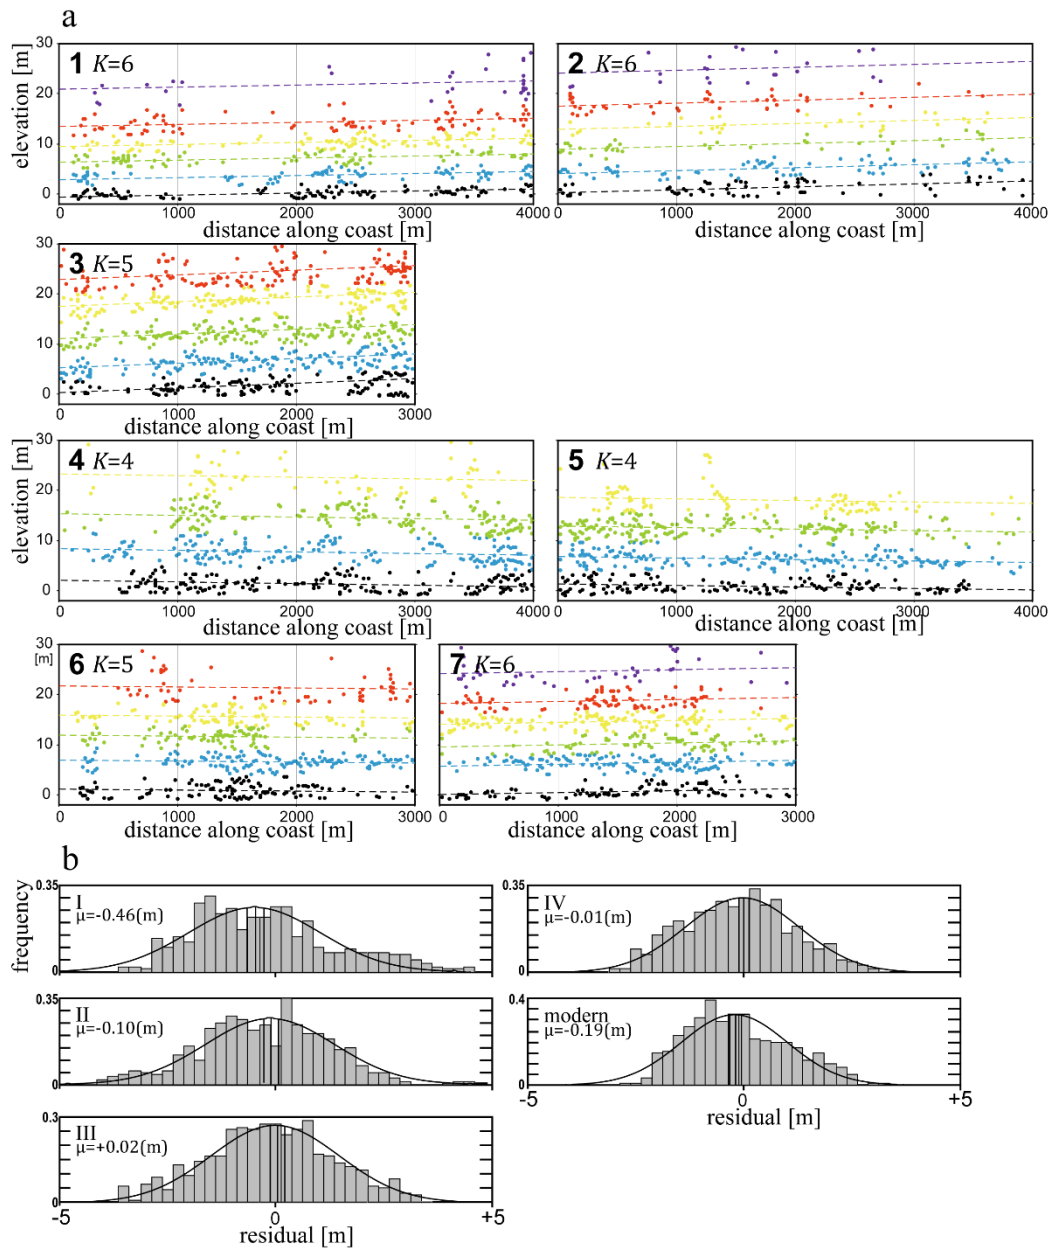 a
1 K=6
2 K=6
elevation [m]
30
20
10
0
0 1000 2000 3000 4000
0 1000 2000 3000 4000
distance along coast [m]
distance along coast [m]
3 K=5
30
20
10
0
0 1000 2000 3000
distance along coast [m]
4 K=4
5 K=4
elevation [m]
30
20
10
0
0 1000 2000 3000 4000
0 1000 2000 3000 4000
distance along coast [m]
distance along coast [m]
6 K=5
7 K=6
30
[m]
20
10
0
0 1000 2000 3000
0 1000 2000 3000
distance along coast [m]
distance along coast [m]
b
frequency
0.35
I
μ=-0.46(m)
0
0.35
IV
μ=-0.01(m)
0
0.35
II
μ=-0.10(m)
0
0.4
modern
μ=-0.19(m)
0
-5 0 +5
residual [m]
0.3
III
μ=+0.02(m)
0
-5 0 +5
residual [m]